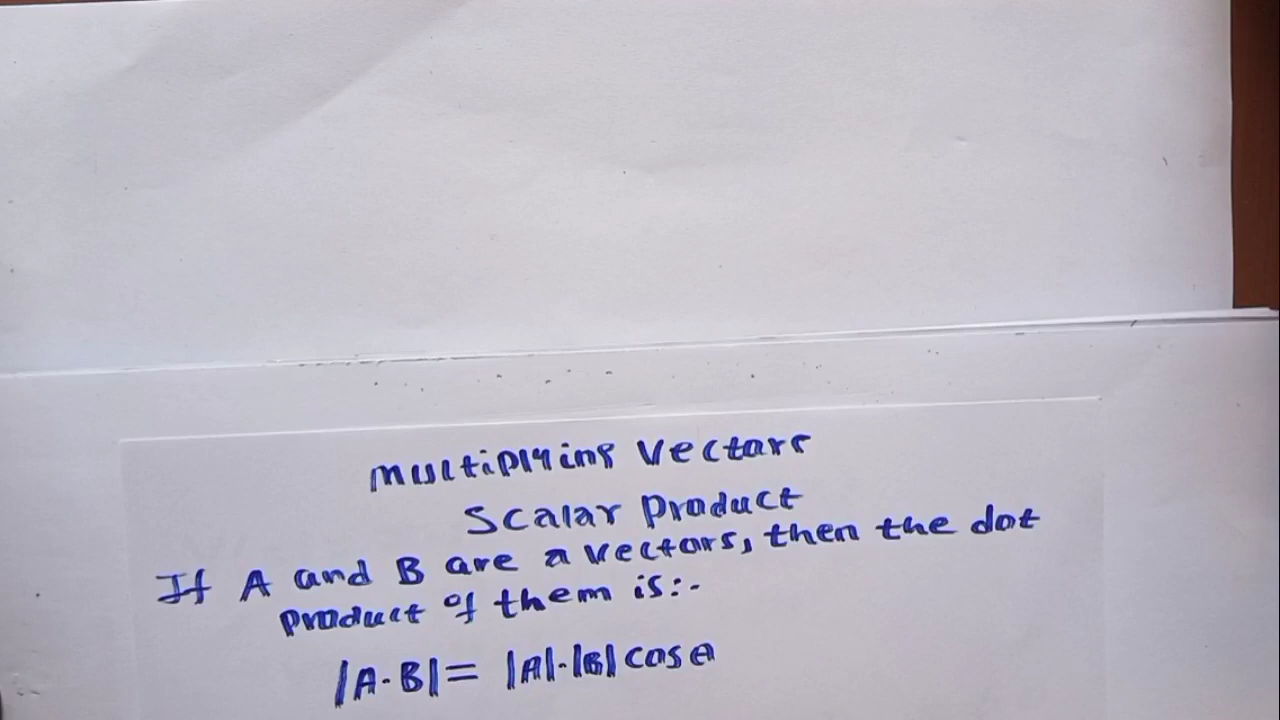 Multiplying Vectors
Scalar Product
If A and B are a vectors, then the dot
product of them is:-
|A·B|= |A|·|B| cosθ